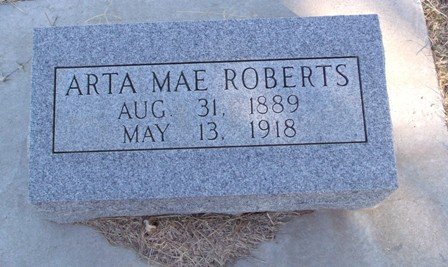 ARTA MAE ROBERTS
AUG. 31, 1889
MAY 13, 1918